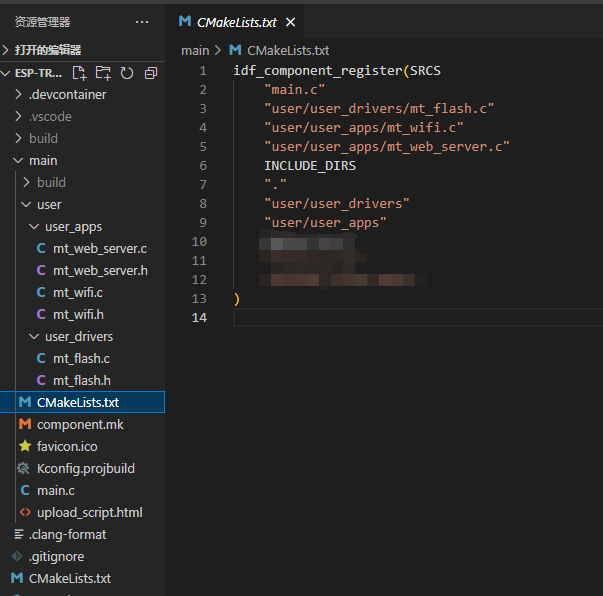 资源管理器
···
打开的编辑器
ESP-TR...
.devcontainer
.vscode
build
main
build
user
user_apps
C mt_web_server.c
C mt_web_server.h
C mt_wifi.c
C mt_wifi.h
user_drivers
C mt_flash.c
C mt_flash.h
M CMakeLists.txt
M component.mk
favicon.ico
Kconfig.projbuild
C main.c
<> upload_script.html
.clang-format
.gitignore
M CMakeLists.txt
M CMakeLists.txt ×
main > M CMakeLists.txt
1 idf_component_register(SRCS
2 "main.c"
3 "user/user_drivers/mt_flash.c"
4 "user/user_apps/mt_wifi.c"
5 "user/user_apps/mt_web_server.c"
6 INCLUDE_DIRS
7 "."
8 "user/user_drivers"
9 "user/user_apps"
10
11
12
13 )
14